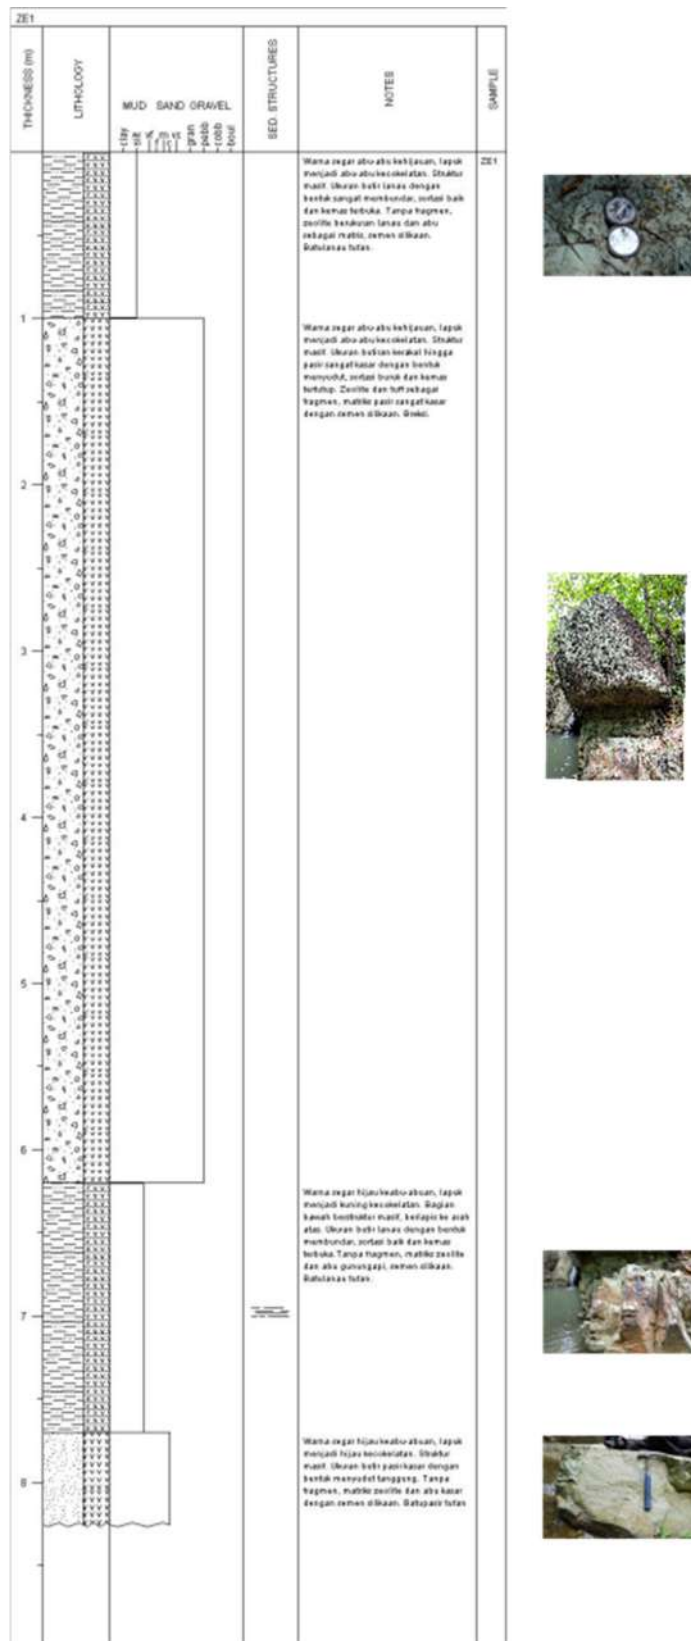 ZE1
THICKNESS (m)
LITHOLOGY
MUD SAND GRAVEL
clay
silt
vf
f
m
c
vc
gran
pebb
cobb
boul
SED. STRUCTURES
NOTES
SAMPLE
Warna segar abu-abu kehijauan, lapuk
menjadi abu-abu kecokelatan. Struktur
masif. Ukuran butir lanau dengan
bentuk sangat membundar, sortasi baik
dan kemas terbuka. Tanpa fragmen,
zeolite berukuran lanau dan abu
sebagai matrik, semen silikaan.
Batulanau tufan.
ZE1
1
Warna segar abu-abu kehijauan, lapuk
menjadi abu-abu kecokelatan. Struktur
masif. Ukuran butiran kerakal hingga
pasir sangat kasar dengan bentuk
menyudut, sortasi buruk dan kemas
tertutup. Zeolite dan tuff sebagai
fragmen, matriks pasir sangat kasar
dengan semen silikaan. Breksi.
2
3
4
5
6
Warna segar hijau keabu-abuan, lapuk
menjadi kuning kecokelatan. Bagian
bawah berstruktur masif, berlapis ke arah
atas. Ukuran butir lanau dengan bentuk
membundar, sortasi baik dan kemas
terbuka. Tanpa fragmen, matriks zeolite
dan abu gunungapi, semen silikaan.
Batulanau tufan.
7
Warna segar hijau keabu-abuan, lapuk
menjadi hijau kecokelatan. Struktur
masif. Ukuran butir pasir kasar dengan
bentuk menyudut tanggung. Tanpa
fragmen, matriks zeolite dan abu kasar
dengan semen silikaan. Batupasir tufan
8